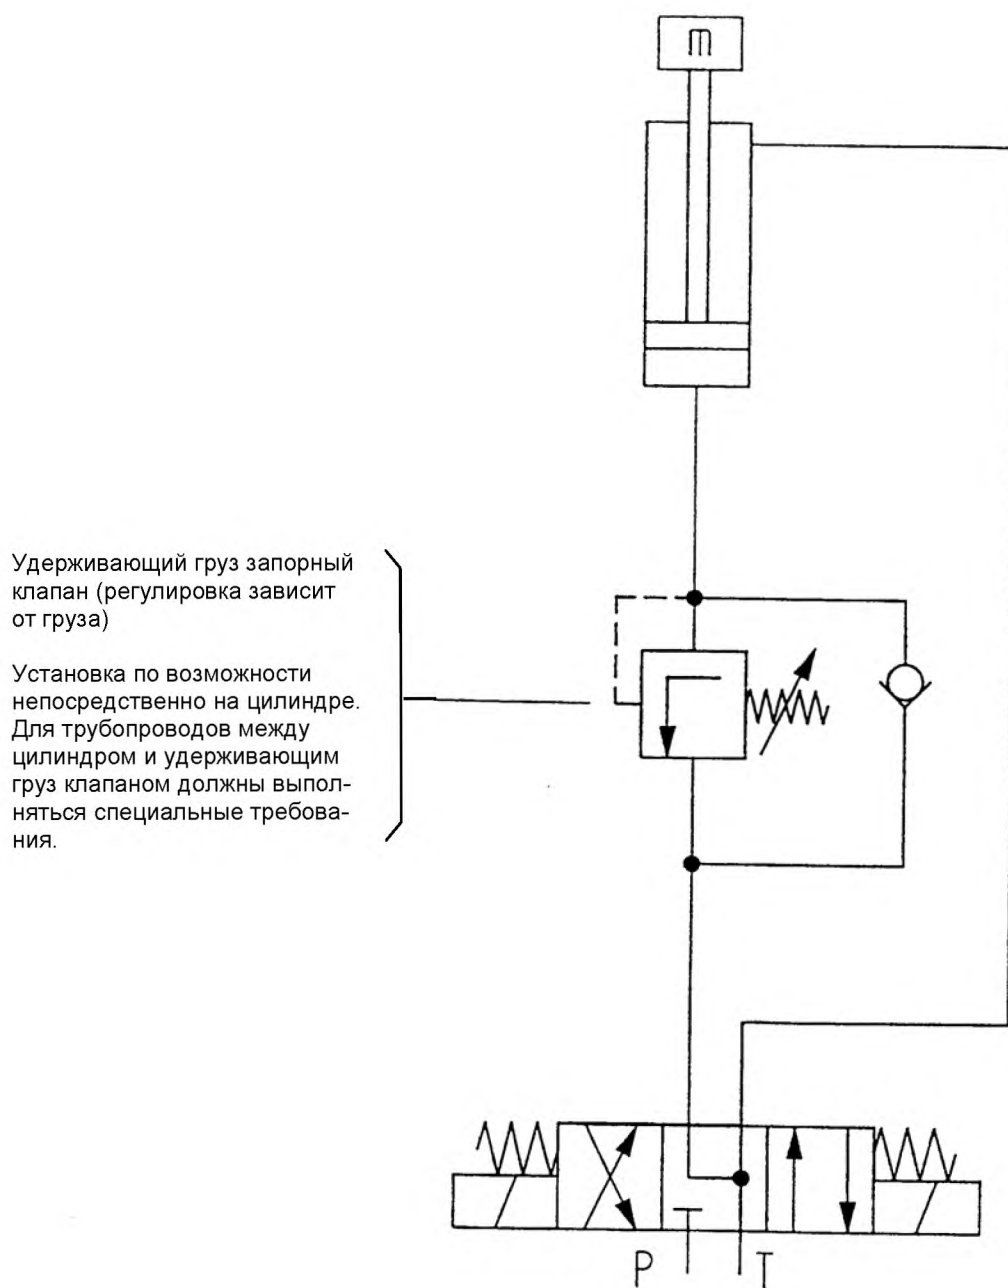 m
Удерживающий груз запорный
клапан (регулировка зависит
от груза)
Установка по возможности
непосредственно на цилиндре.
Для трубопроводов между
цилиндром и удерживающим
груз клапаном должны выпол-
няться специальные требова-
ния.
P T